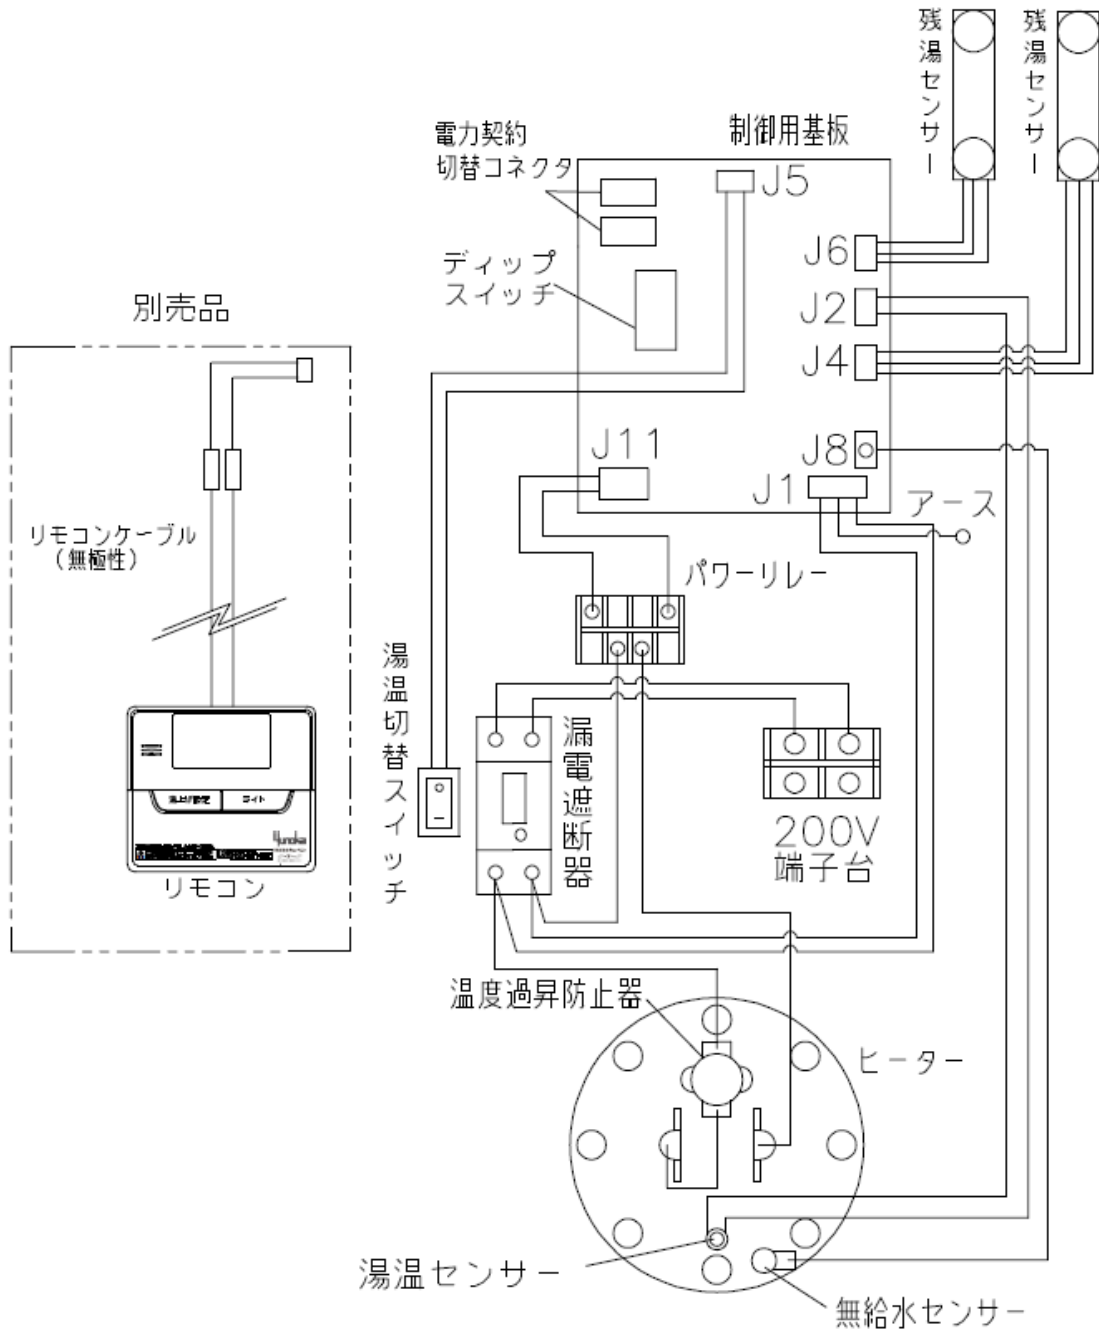 残湯センサー
残湯センサー
制御用基板
電力契約
切替コネクタ
J5
J6
ディップ
スイッチ
J2
別売品
J4
J11
J8
J1
アース
リモコンケーブル
（無極性）
パワーリレー
湯温切替スイッチ
漏電遮断器
200V
端子台
リモコン
温度過昇防止器
ヒーター
湯温センサー
無給水センサー